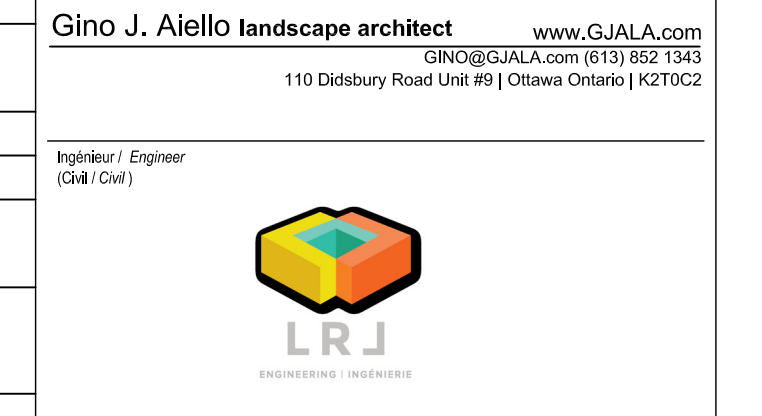 Gino J. Aiello landscape architect www.GJALA.com
GINO@GJALA.com (613) 852 1343
110 Didsbury Road Unit #9 | Ottawa Ontario | K2T0C2
Ingénieur / Engineer
(Civil / Civil )
LRL
ENGINEERING | INGÉNIERIE